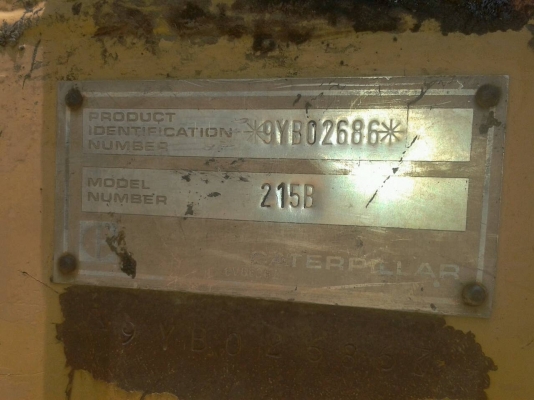 PRODUCT
IDENTIFICATION
NUMBER
*9YB02686*
MODEL
NUMBER
215B
CATERPILLAR